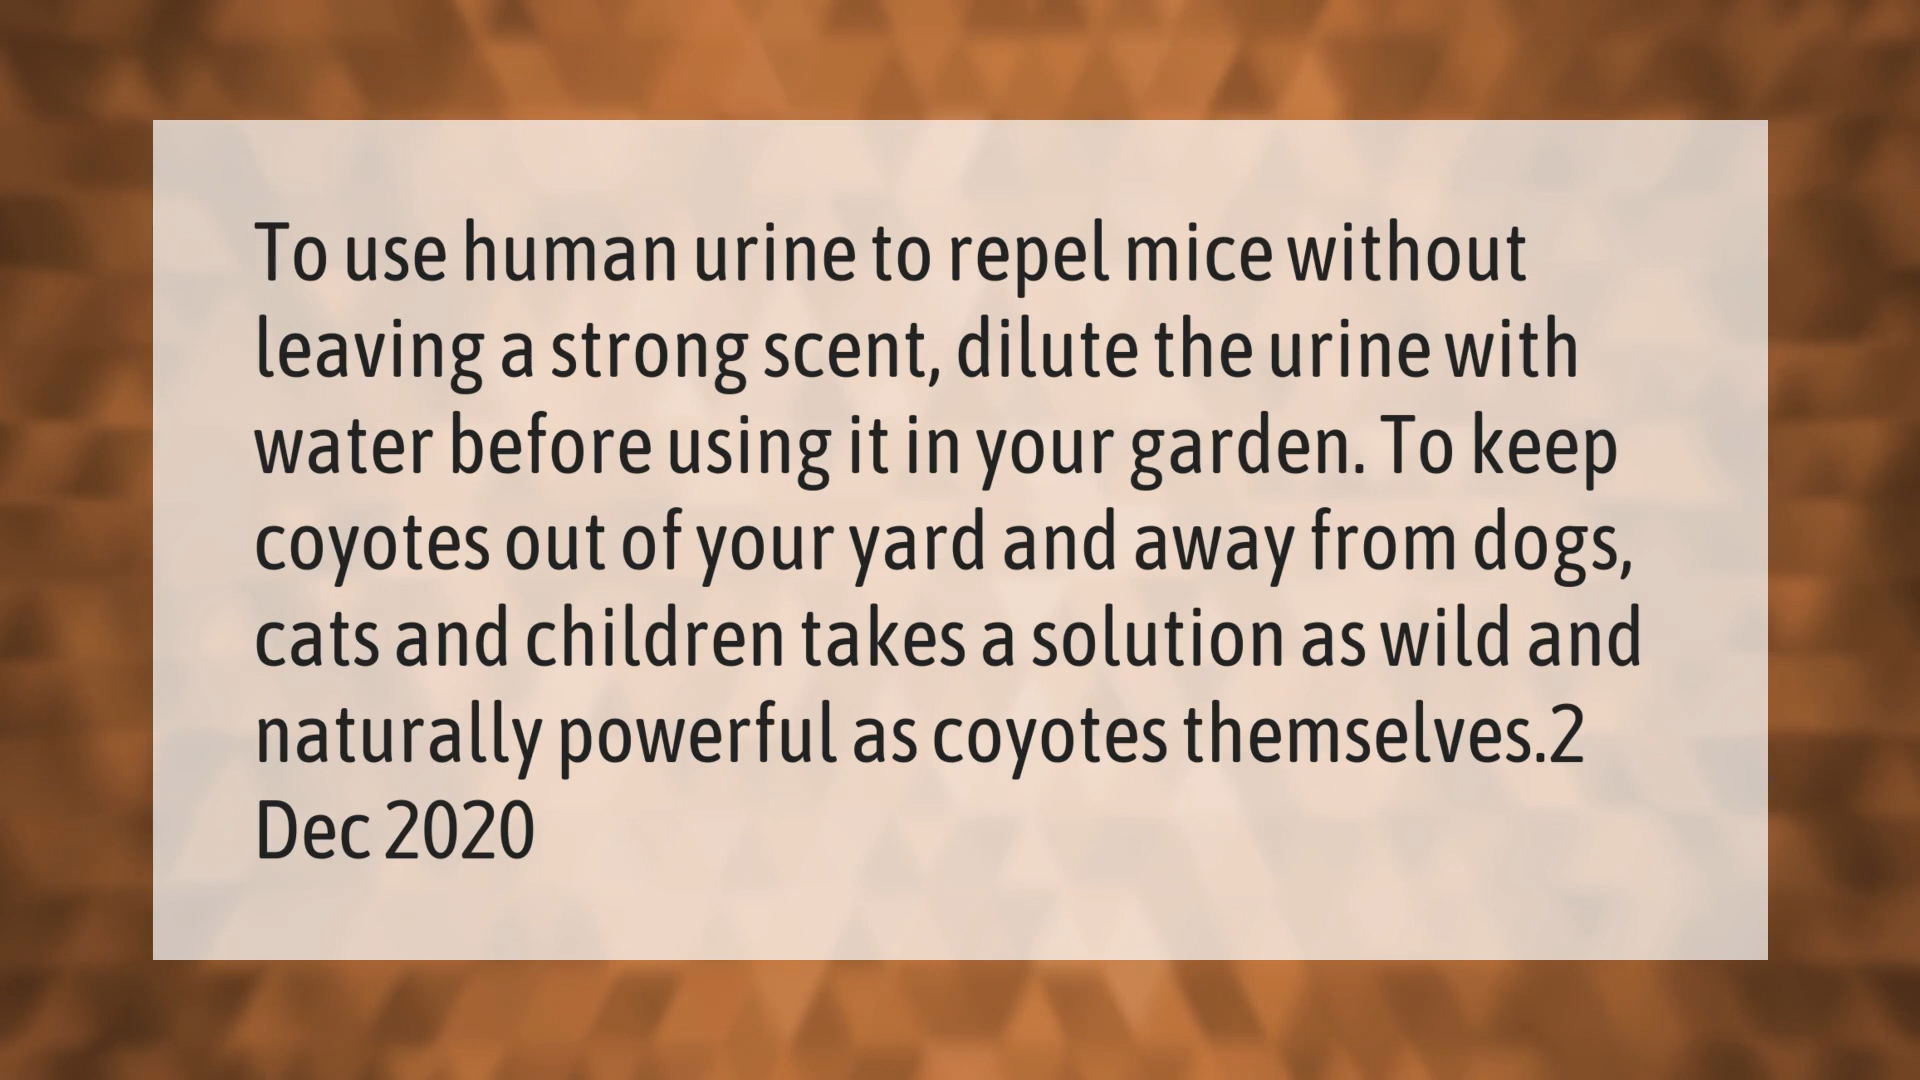 To use human urine to repel mice without
leaving a strong scent, dilute the urine with
water before using it in your garden. To keep
coyotes out of your yard and away from dogs,
cats and children takes a solution as wild and
naturally powerful as coyotes themselves.2
Dec 2020